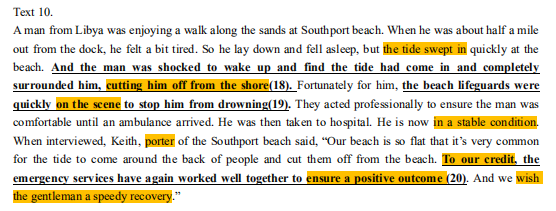 Text 10.
A man from Libya was enjoying a walk along the sands at Southport beach. When he was about half a mile
out from the dock, he felt a bit tired. So he lay down and fell asleep, but the tide swept in quickly at the
beach. And the man was shocked to wake up and find the tide had come in and completely
surrounded him, cutting him off from the shore(18). Fortunately for him, the beach lifeguards were
quickly on the scene to stop him from drowning(19). They acted professionally to ensure the man was
comfortable until an ambulance arrived. He was then taken to hospital. He is now in a stable condition.
When interviewed, Keith, porter of the Southport beach said, “Our beach is so flat that it’s very common
for the tide to come around the back of people and cut them off from the beach. To our credit, the
emergency services have again worked well together to ensure a positive outcome (20). And we wish
the gentleman a speedy recovery.”